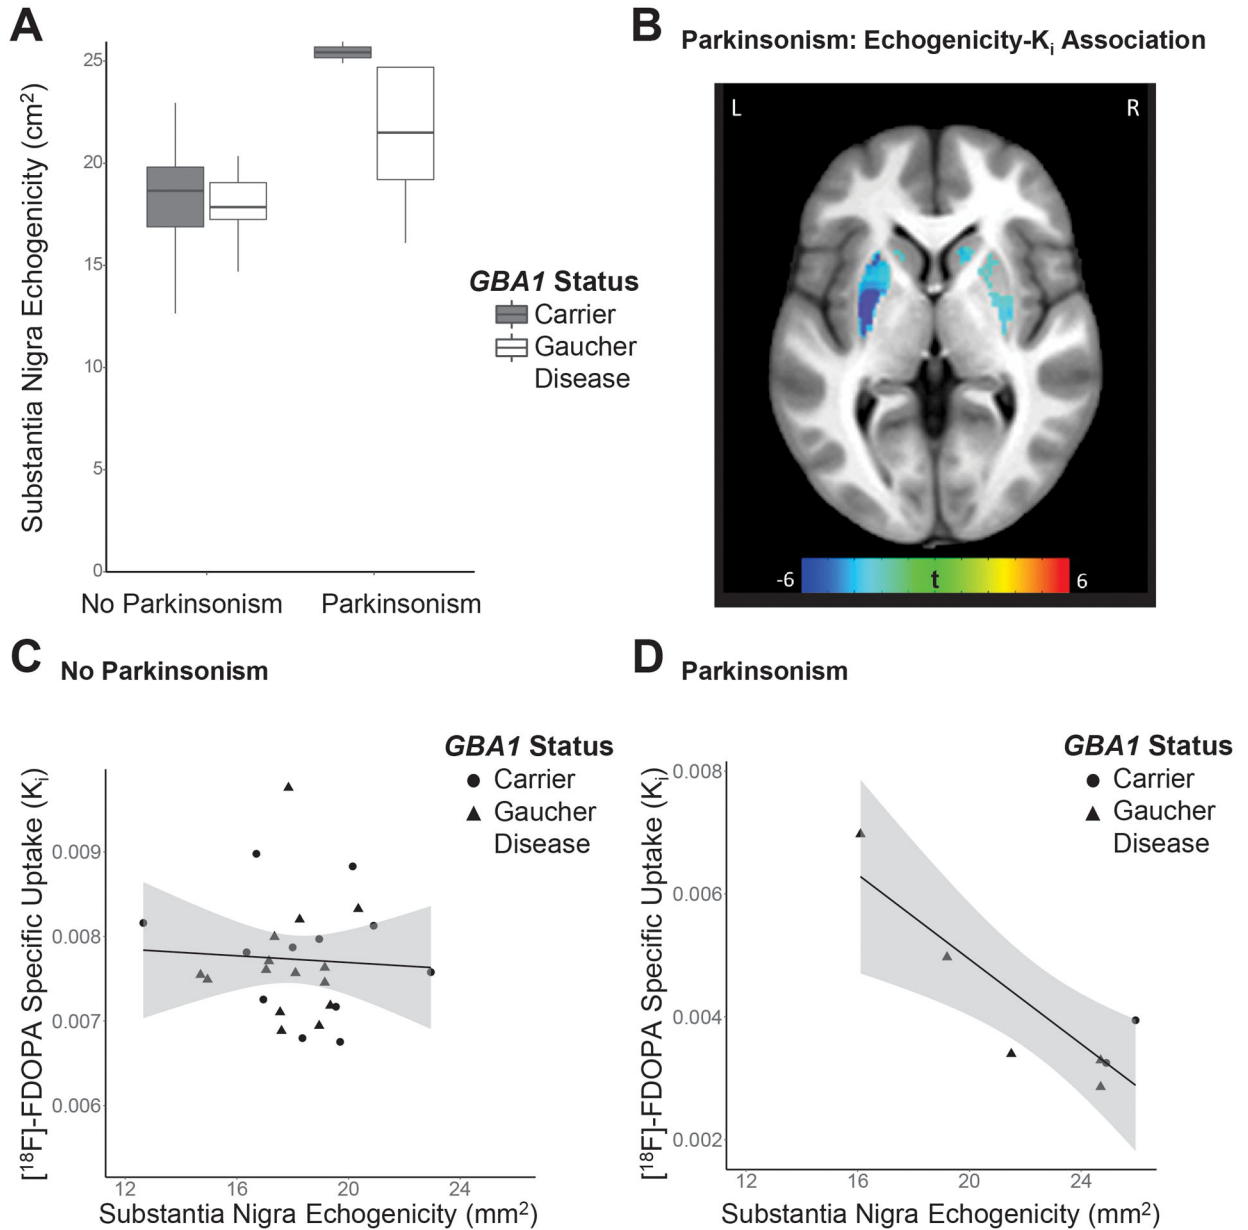 A
Substantia Nigra Echogenicity (cm²)
25
20
15
10
5
0
No Parkinsonism
Parkinsonism
GBA1 Status
Carrier
Gaucher
Disease
B
Parkinsonism: Echogenicity-Kᵢ Association
L
R
-6
t
6
C
No Parkinsonism
GBA1 Status
Carrier
Gaucher
Disease
[¹⁸F]-FDOPA Specific Uptake (Kᵢ)
0.009
0.008
0.007
0.006
12
16
20
24
Substantia Nigra Echogenicity (mm²)
D
Parkinsonism
GBA1 Status
Carrier
Gaucher
Disease
[¹⁸F]-FDOPA Specific Uptake (Kᵢ)
0.008
0.006
0.004
0.002
12
16
20
24
Substantia Nigra Echogenicity (mm²)